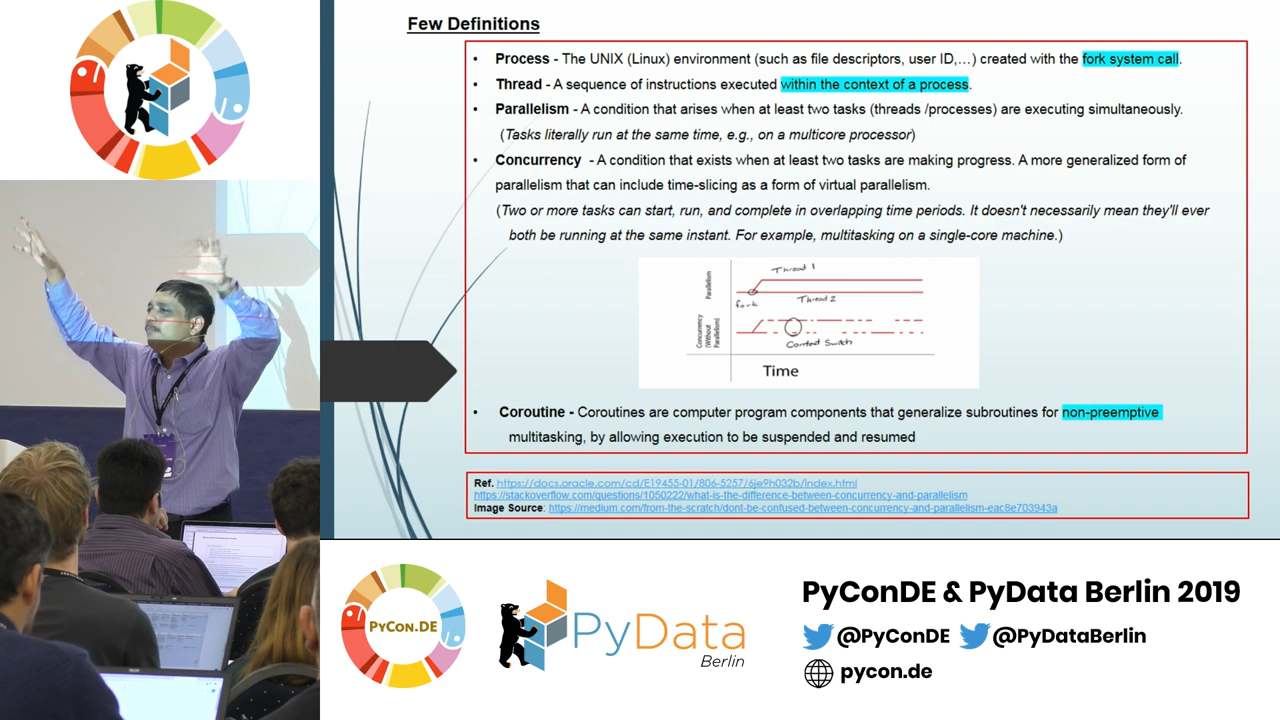 Few Definitions
• Process - The UNIX (Linux) environment (such as file descriptors, user ID,…) created with the fork system call.
• Thread - A sequence of instructions executed within the context of a process.
• Parallelism - A condition that arises when at least two tasks (threads /processes) are executing simultaneously.
(Tasks literally run at the same time, e.g., on a multicore processor)
• Concurrency - A condition that exists when at least two tasks are making progress. A more generalized form of
parallelism that can include time-slicing as a form of virtual parallelism.
(Two or more tasks can start, run, and complete in overlapping time periods. It doesn't necessarily mean they'll ever
both be running at the same instant. For example, multitasking on a single-core machine.)
Parallelism
Thread 1
fork
Thread 2
Concurrency
(Without
Parallelism)
Context Switch
Time
• Coroutine - Coroutines are computer program components that generalize subroutines for non-preemptive
multitasking, by allowing execution to be suspended and resumed
Ref. https://docs.oracle.com/cd/E19455-01/806-5257/6je9h032b/index.html
https://stackoverflow.com/questions/1050222/what-is-the-difference-between-concurrency-and-parallelism
Image Source: https://medium.com/from-the-scratch/dont-be-confused-between-concurrency-and-parallelism-eac8e703943a
PyCon.DE
PyData
Berlin
PyConDE & PyData Berlin 2019
@PyConDE @PyDataBerlin
pycon.de